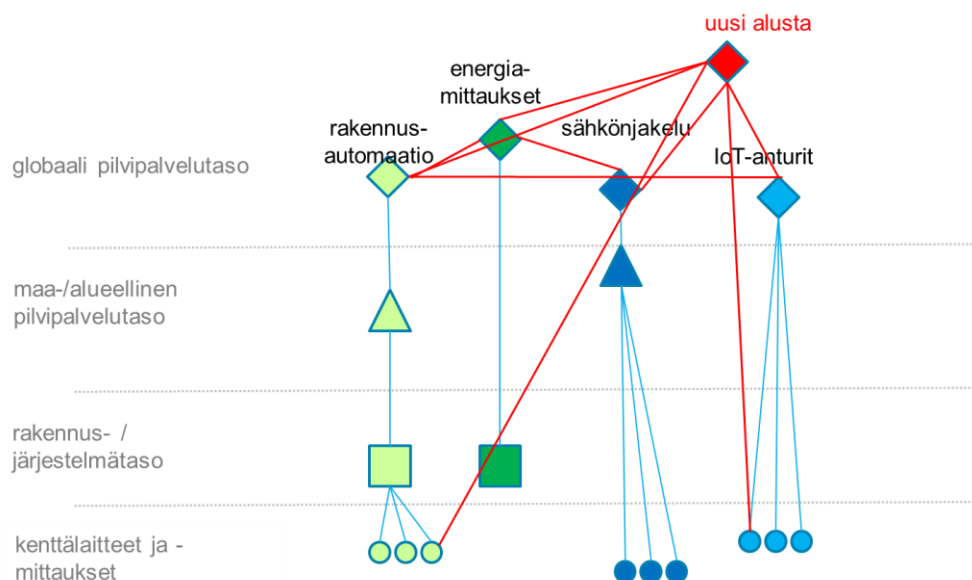 uusi alusta
energia-
mittaukset
rakennus-
automaatio
sähkönjakelu
IoT-anturit
globaali pilvipalvelutaso
maa-/alueellinen
pilvipalvelutaso
rakennus- /
järjestelmätaso
kenttälaitteet ja -
mittaukset